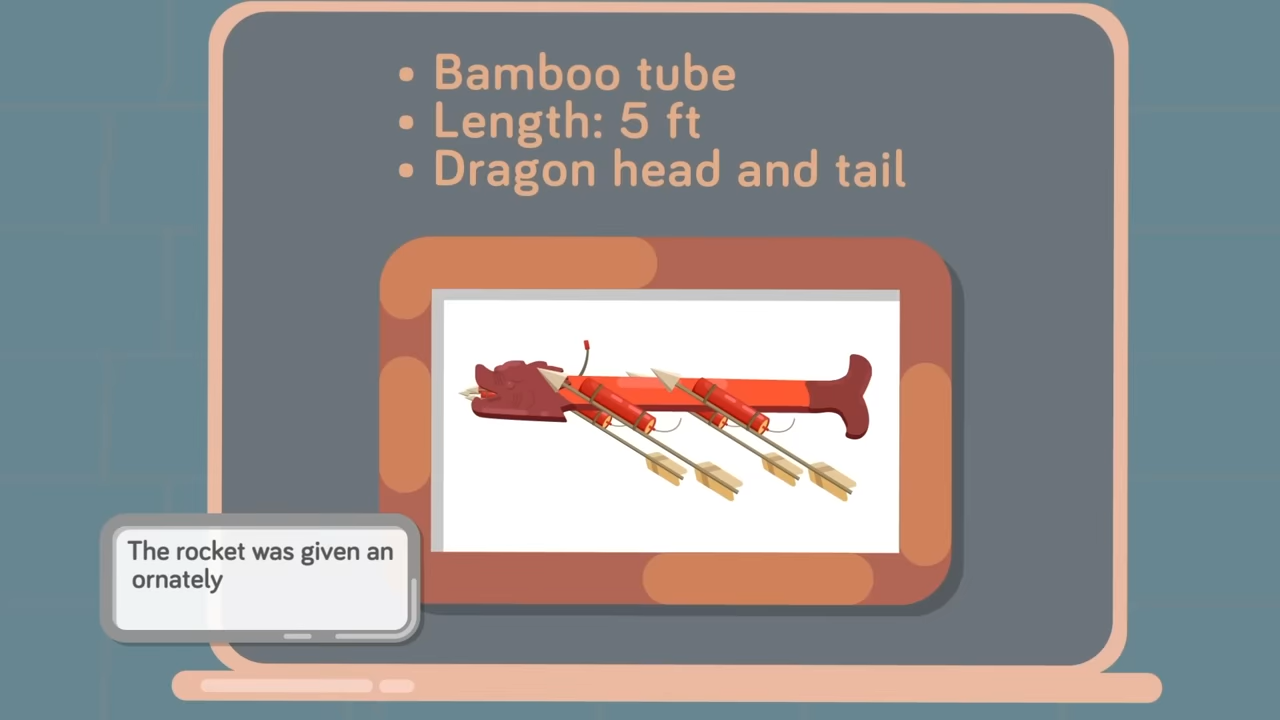 • Bamboo tube
• Length: 5 ft
• Dragon head and tail
The rocket was given an
ornately